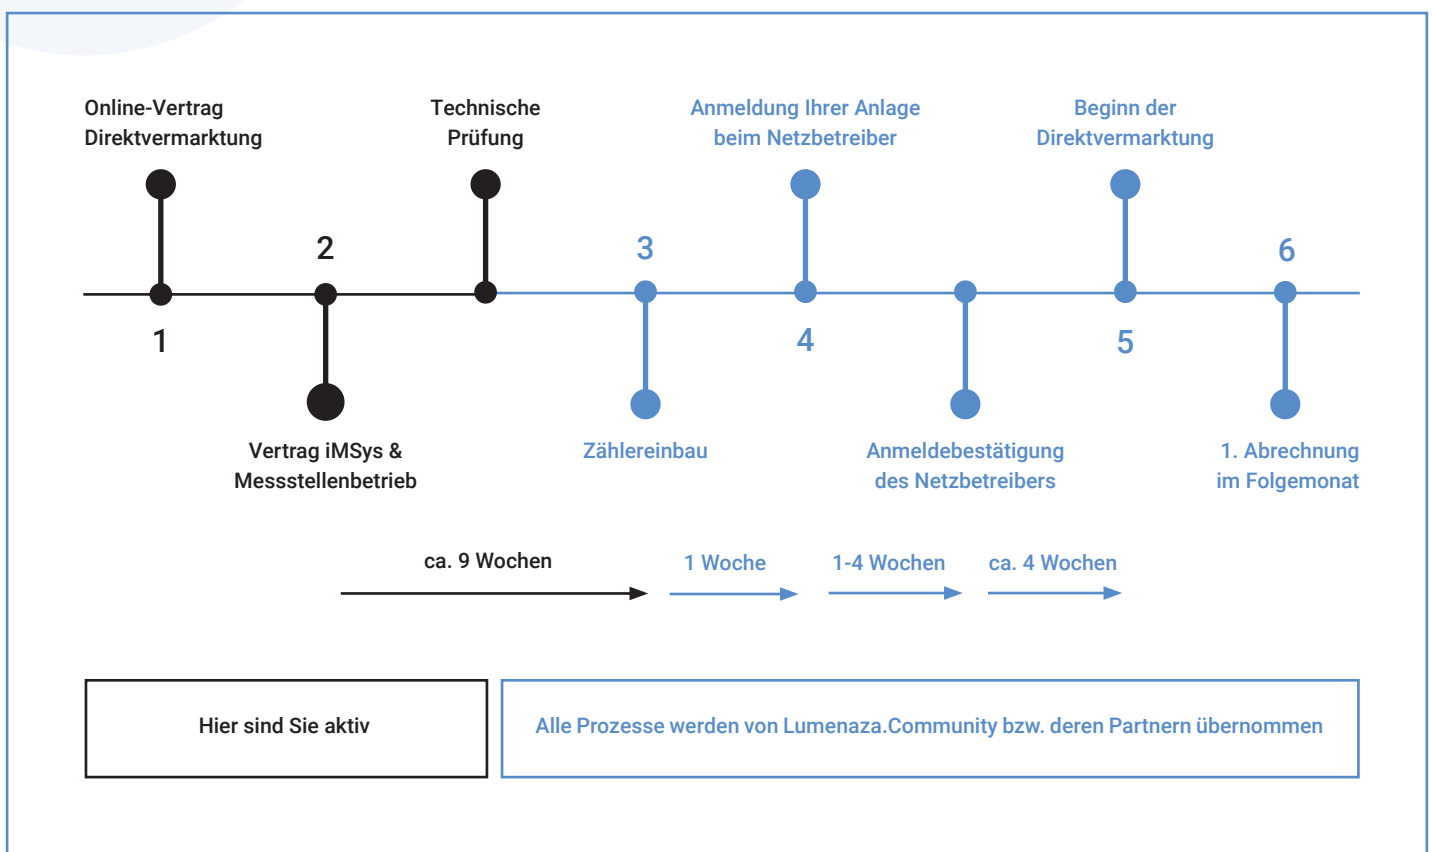 Online-Vertrag
Direktvermarktung
Technische
Prüfung
Anmeldung Ihrer Anlage
beim Netzbetreiber
Beginn der
Direktvermarktung
2
3
6
1
4
5
Vertrag iMSys &
Messstellenbetrieb
Zählereinbau
Anmeldebestätigung
des Netzbetreibers
1. Abrechnung
im Folgemonat
ca. 9 Wochen
1 Woche
1-4 Wochen
ca. 4 Wochen
Hier sind Sie aktiv
Alle Prozesse werden von Lumenaza.Community bzw. deren Partnern übernommen